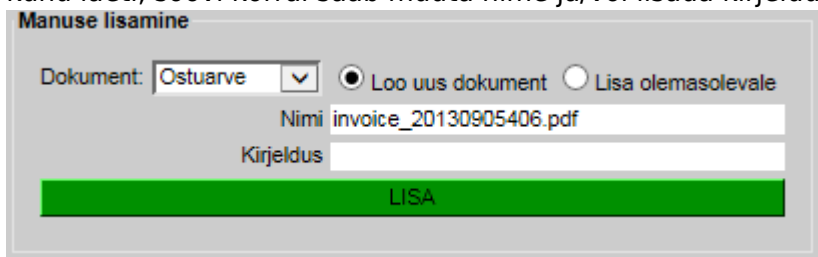 Manuse lisamine
Dokument: Ostuarve Loo uus dokument Lisa olemasolevale
Nimi invoice_20130905406.pdf
Kirjeldus
LISA